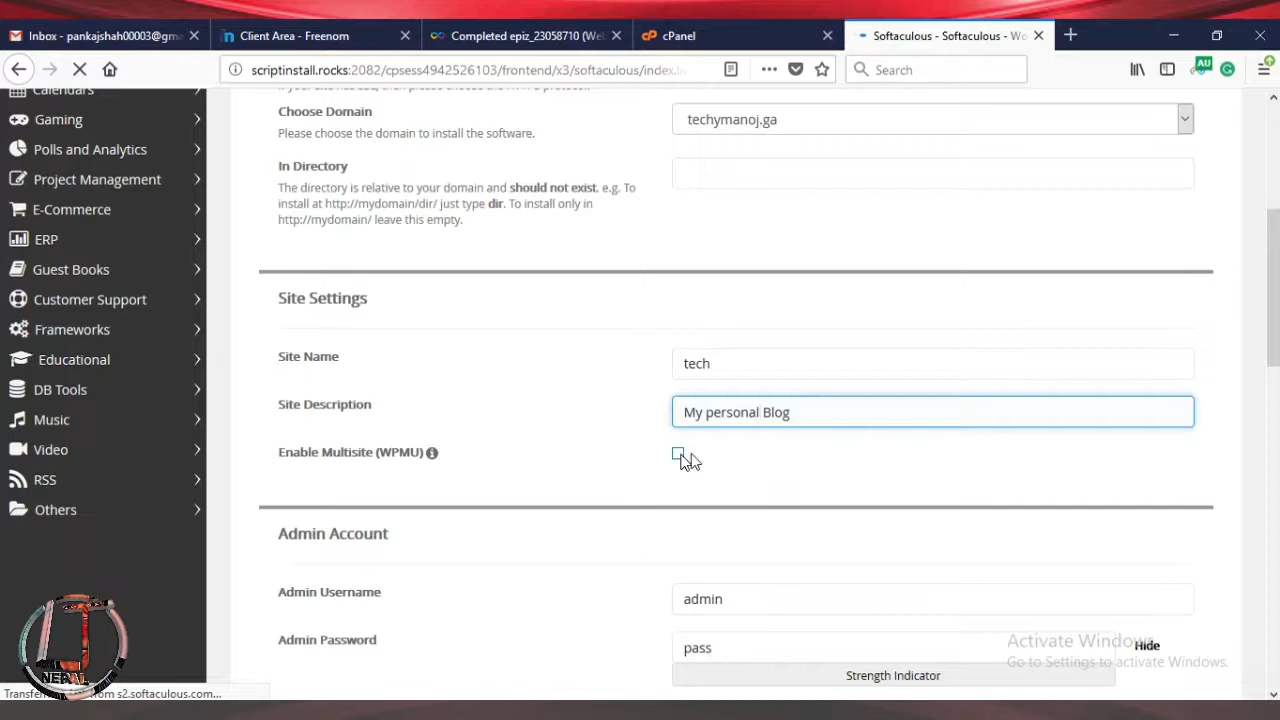 Inbox - pankajshah00003@gma
Client Area - Freenom
Completed epiz_23058710 (We
cPanel
Softaculous - Softaculous - Wo
scriptinstall.rocks:2082/cpsess4942526103/frontend/x3/softaculous/index.li
Search
AU
Calendars
Gaming
Polls and Analytics
Project Management
E-Commerce
ERP
Guest Books
Customer Support
Frameworks
Educational
DB Tools
Music
Video
RSS
Others
Choose Domain
Please choose the domain to install the software.
techymanoj.ga
In Directory
The directory is relative to your domain and should not exist. e.g. To
install at http://mydomain/dir/ just type dir. To install only in
http://mydomain/ leave this empty.
Site Settings
Site Name
tech
Site Description
My personal Blog
Enable Multisite (WPMU)
Admin Account
Admin Username
admin
Admin Password
pass
Hide
Strength Indicator
Activate Windows
Go to Settings to activate Windows.
NEPAL